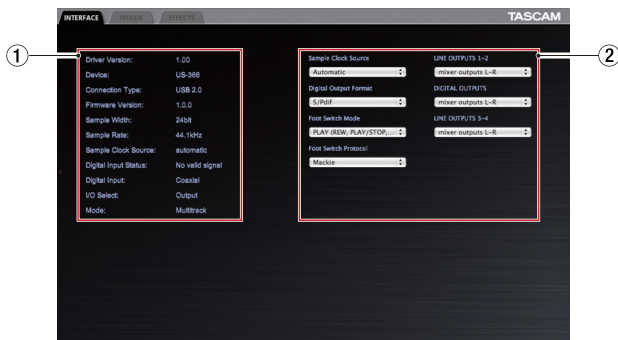 INTERFACE MIXER EFFECTS TASCAM
1
Driver Version: 1.00
Device: US-366
Connection Type: USB 2.0
Firmware Version: 1.0.0
Sample Width: 24bit
Sample Rate: 44.1kHz
Sample Clock Source: automatic
Digital Input Status: No valid signal
Digital Input: Coaxial
I/O Select: Output
Mode: Multitrack
2
Sample Clock Source
Automatic
Digital Output Format
S/Pdif
Foot Switch Mode
PLAY (REW, PLAY/STOP,...
Foot Switch Protocol
Mackie
LINE OUTPUTS 1-2
mixer outputs L-R
DIGITAL OUTPUTS
mixer outputs L-R
LINE OUTPUTS 3-4
mixer outputs L-R